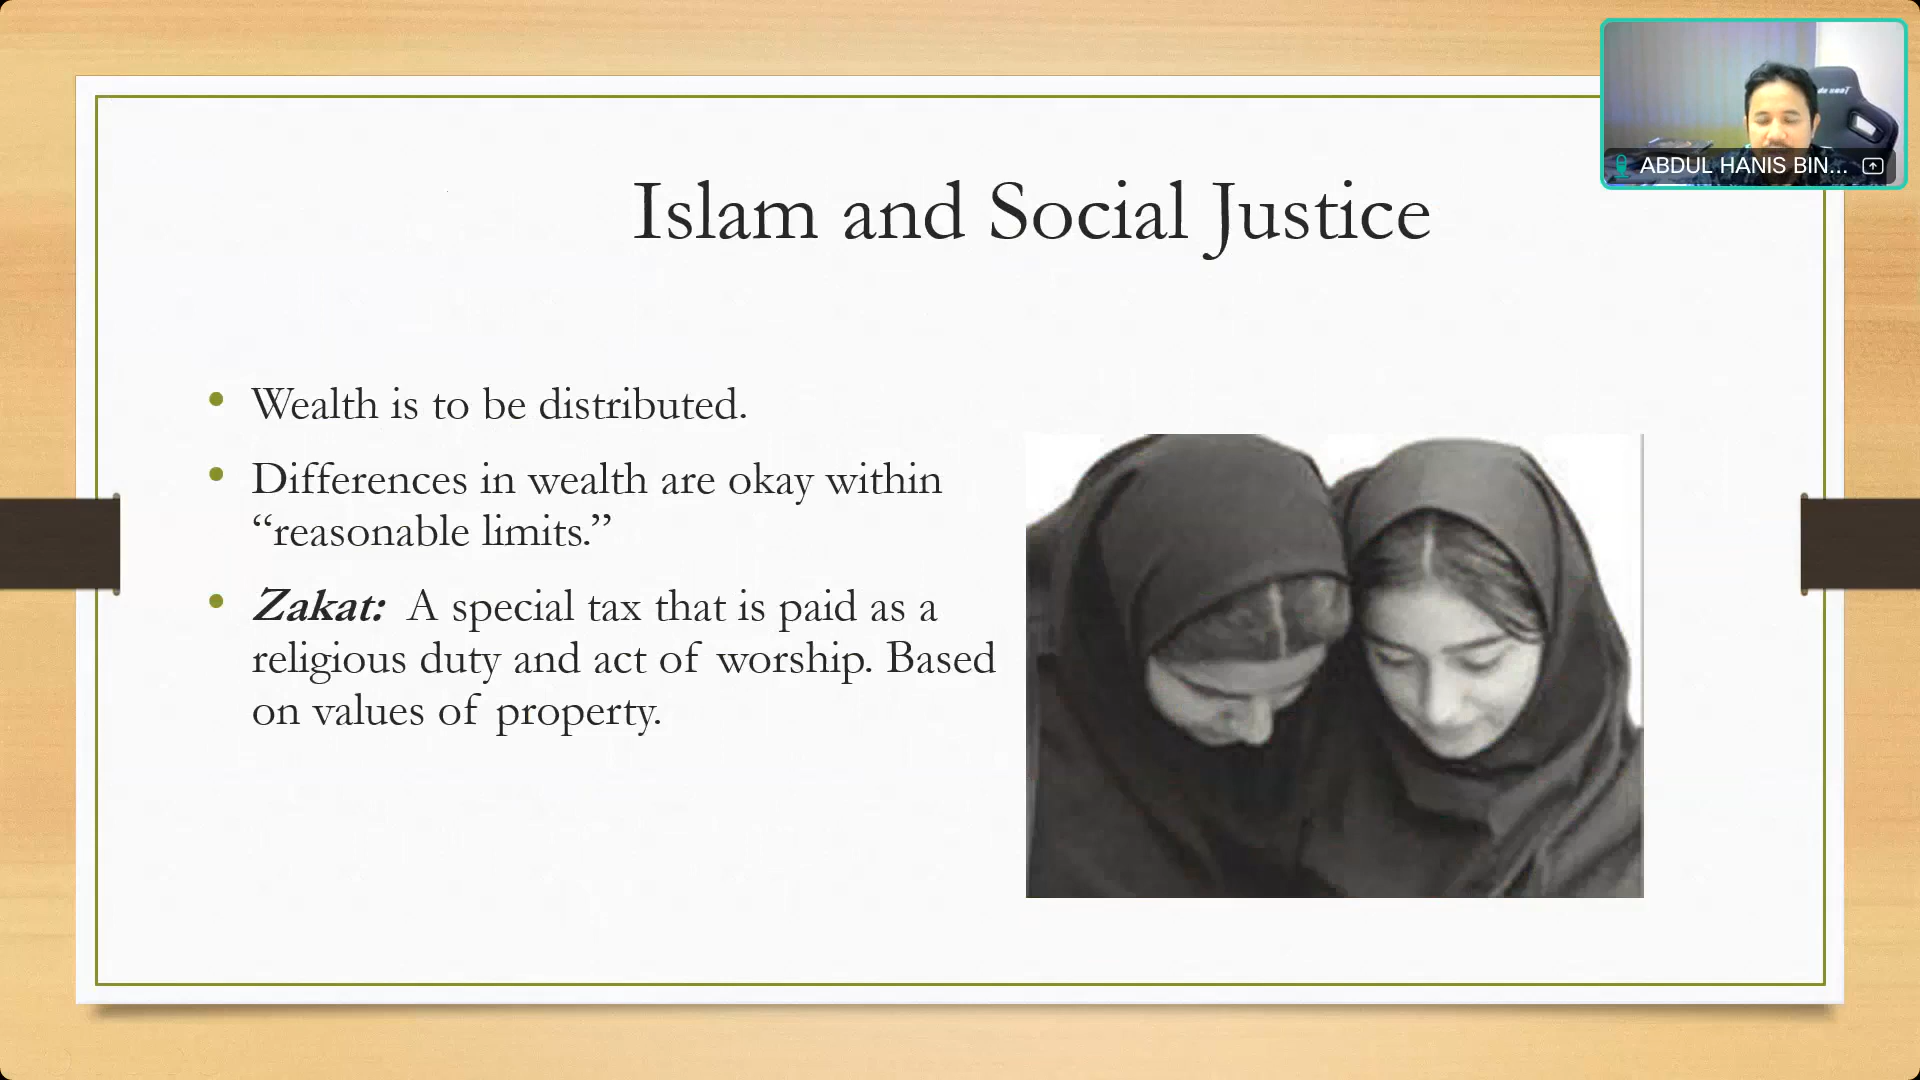 Islam and Social Justice
• Wealth is to be distributed.
• Differences in wealth are okay within
“reasonable limits.”
• Zakat: A special tax that is paid as a
religious duty and act of worship. Based
on values of property.
ABDUL HANIS BIN...